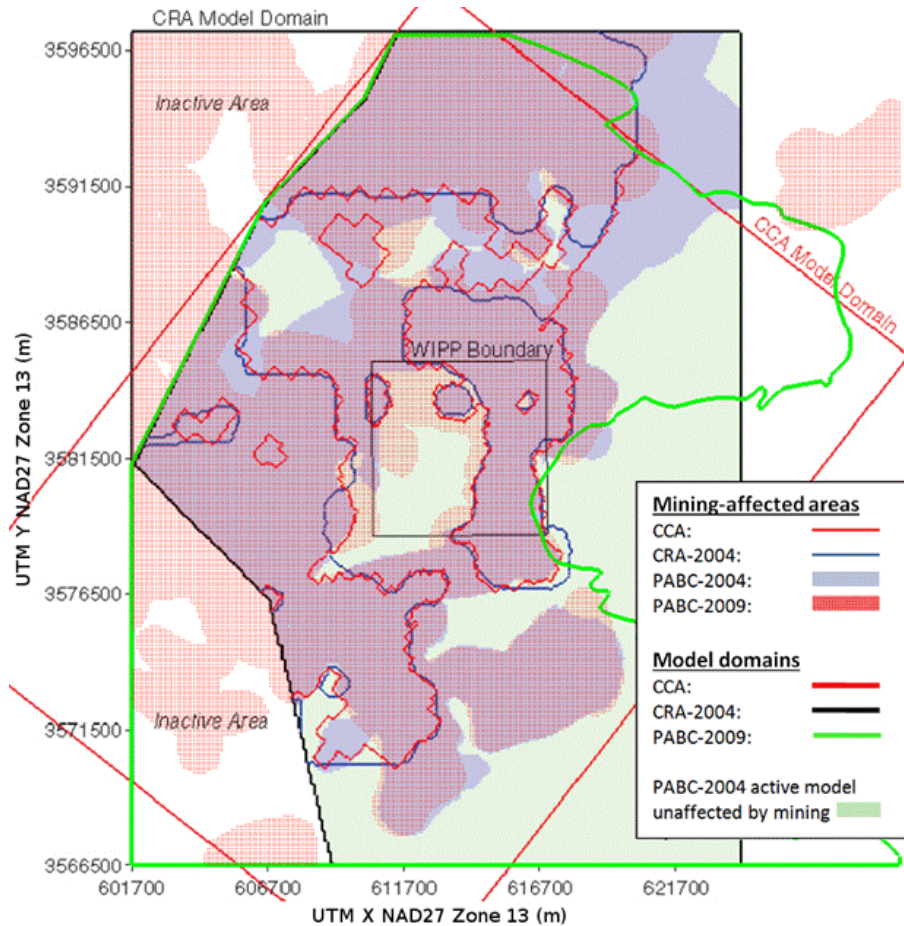 CRA Model Domain
3596500
Inactive Area
3591500
CCA Model Domain
3586500
WIPP Boundary
3581500
UTM Y NAD27 Zone 13 (m)
3576500
Inactive Area
3571500
3566500
601700 606700 611700 616700 621700
UTM X NAD27 Zone 13 (m)
Mining-affected areas
CCA:
CRA-2004:
PABC-2004:
PABC-2009:
Model domains
CCA:
CRA-2004:
PABC-2009:
PABC-2004 active model
unaffected by mining